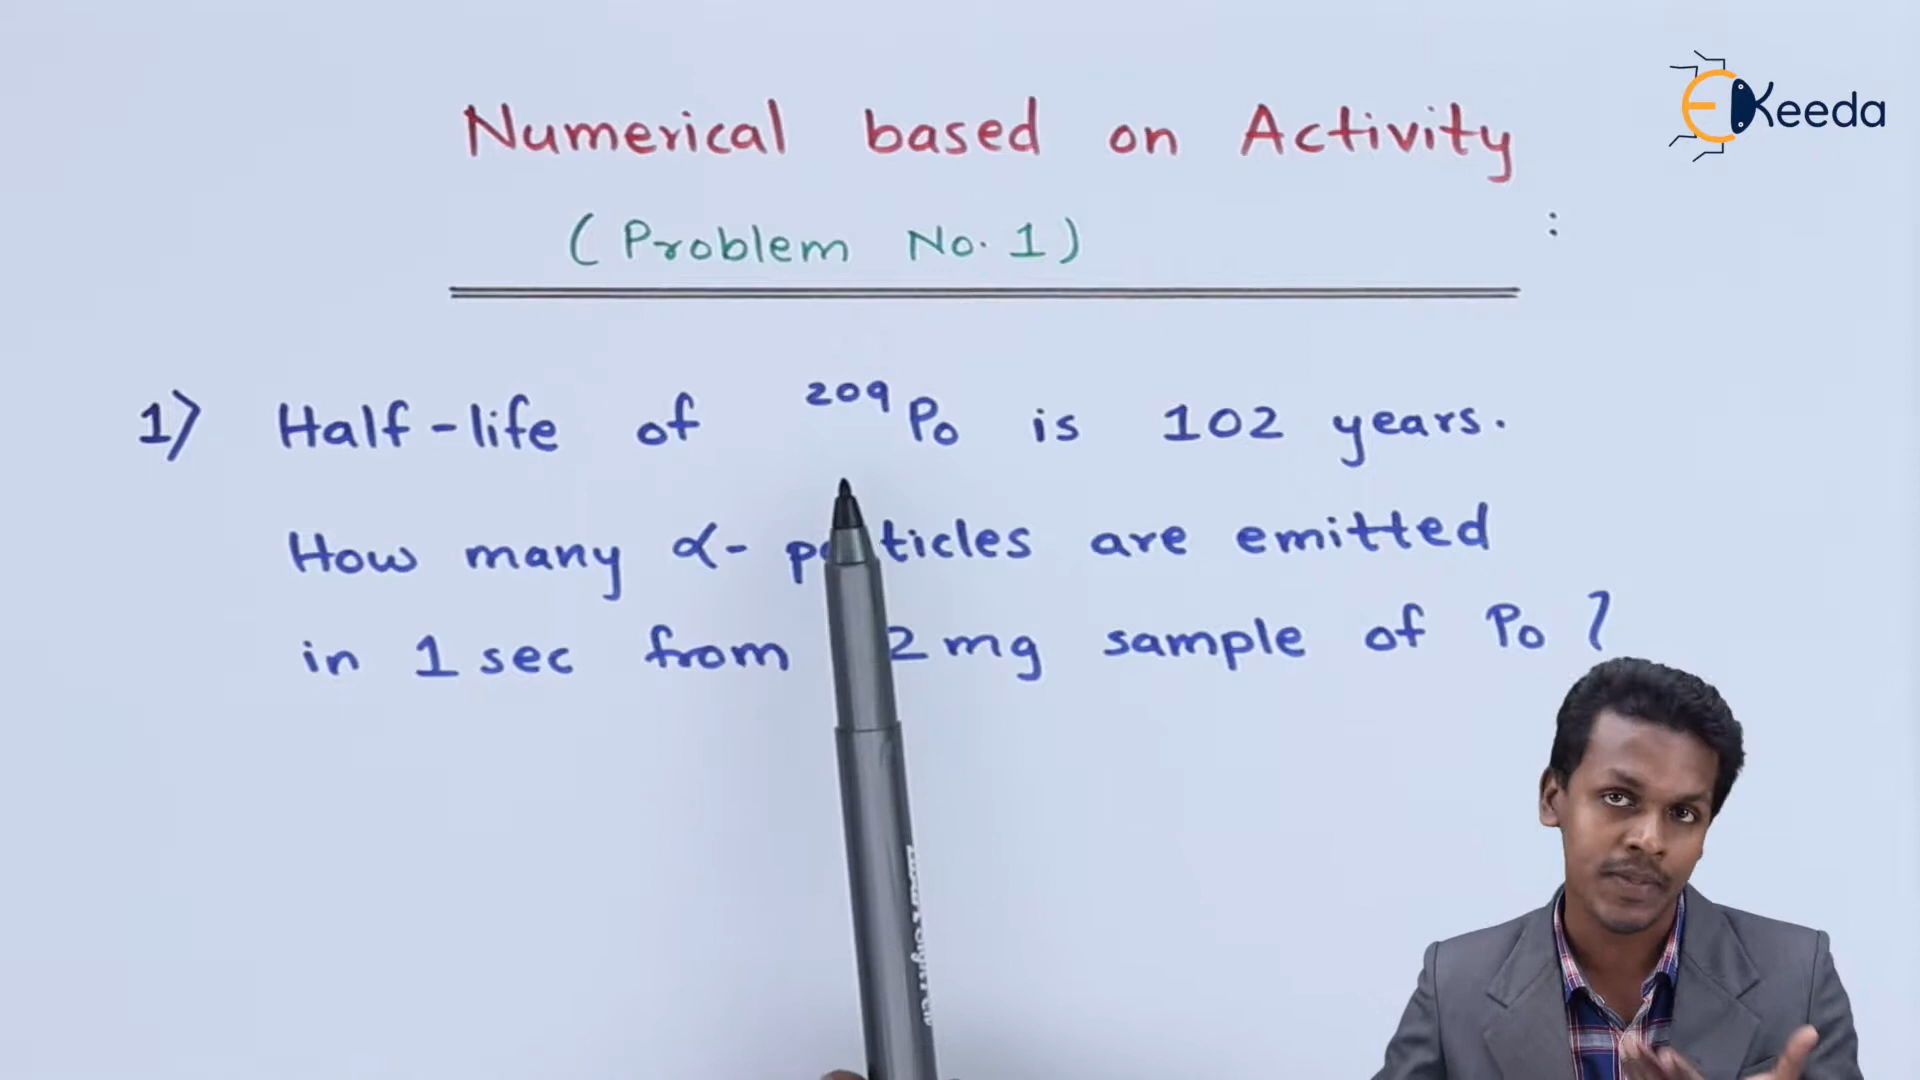 EKeeda
Numerical based on Activity
(Problem No. 1) :
1) Half-life of ²⁰⁹Po is 102 years.
How many α- particles are emitted
in 1 sec from 2 mg sample of Po ?